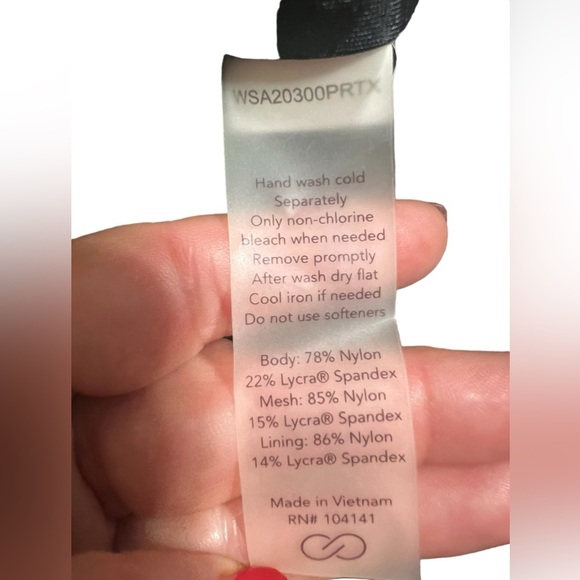 WSA20300PRTX
Hand wash cold
Separately
Only non-chlorine
bleach when needed
Remove promptly
After wash dry flat
Cool iron if needed
Do not use softeners
Body: 78% Nylon
22% Lycra® Spandex
Mesh: 85% Nylon
15% Lycra® Spandex
Lining: 86% Nylon
14% Lycra® Spandex
Made in Vietnam
RN# 104141